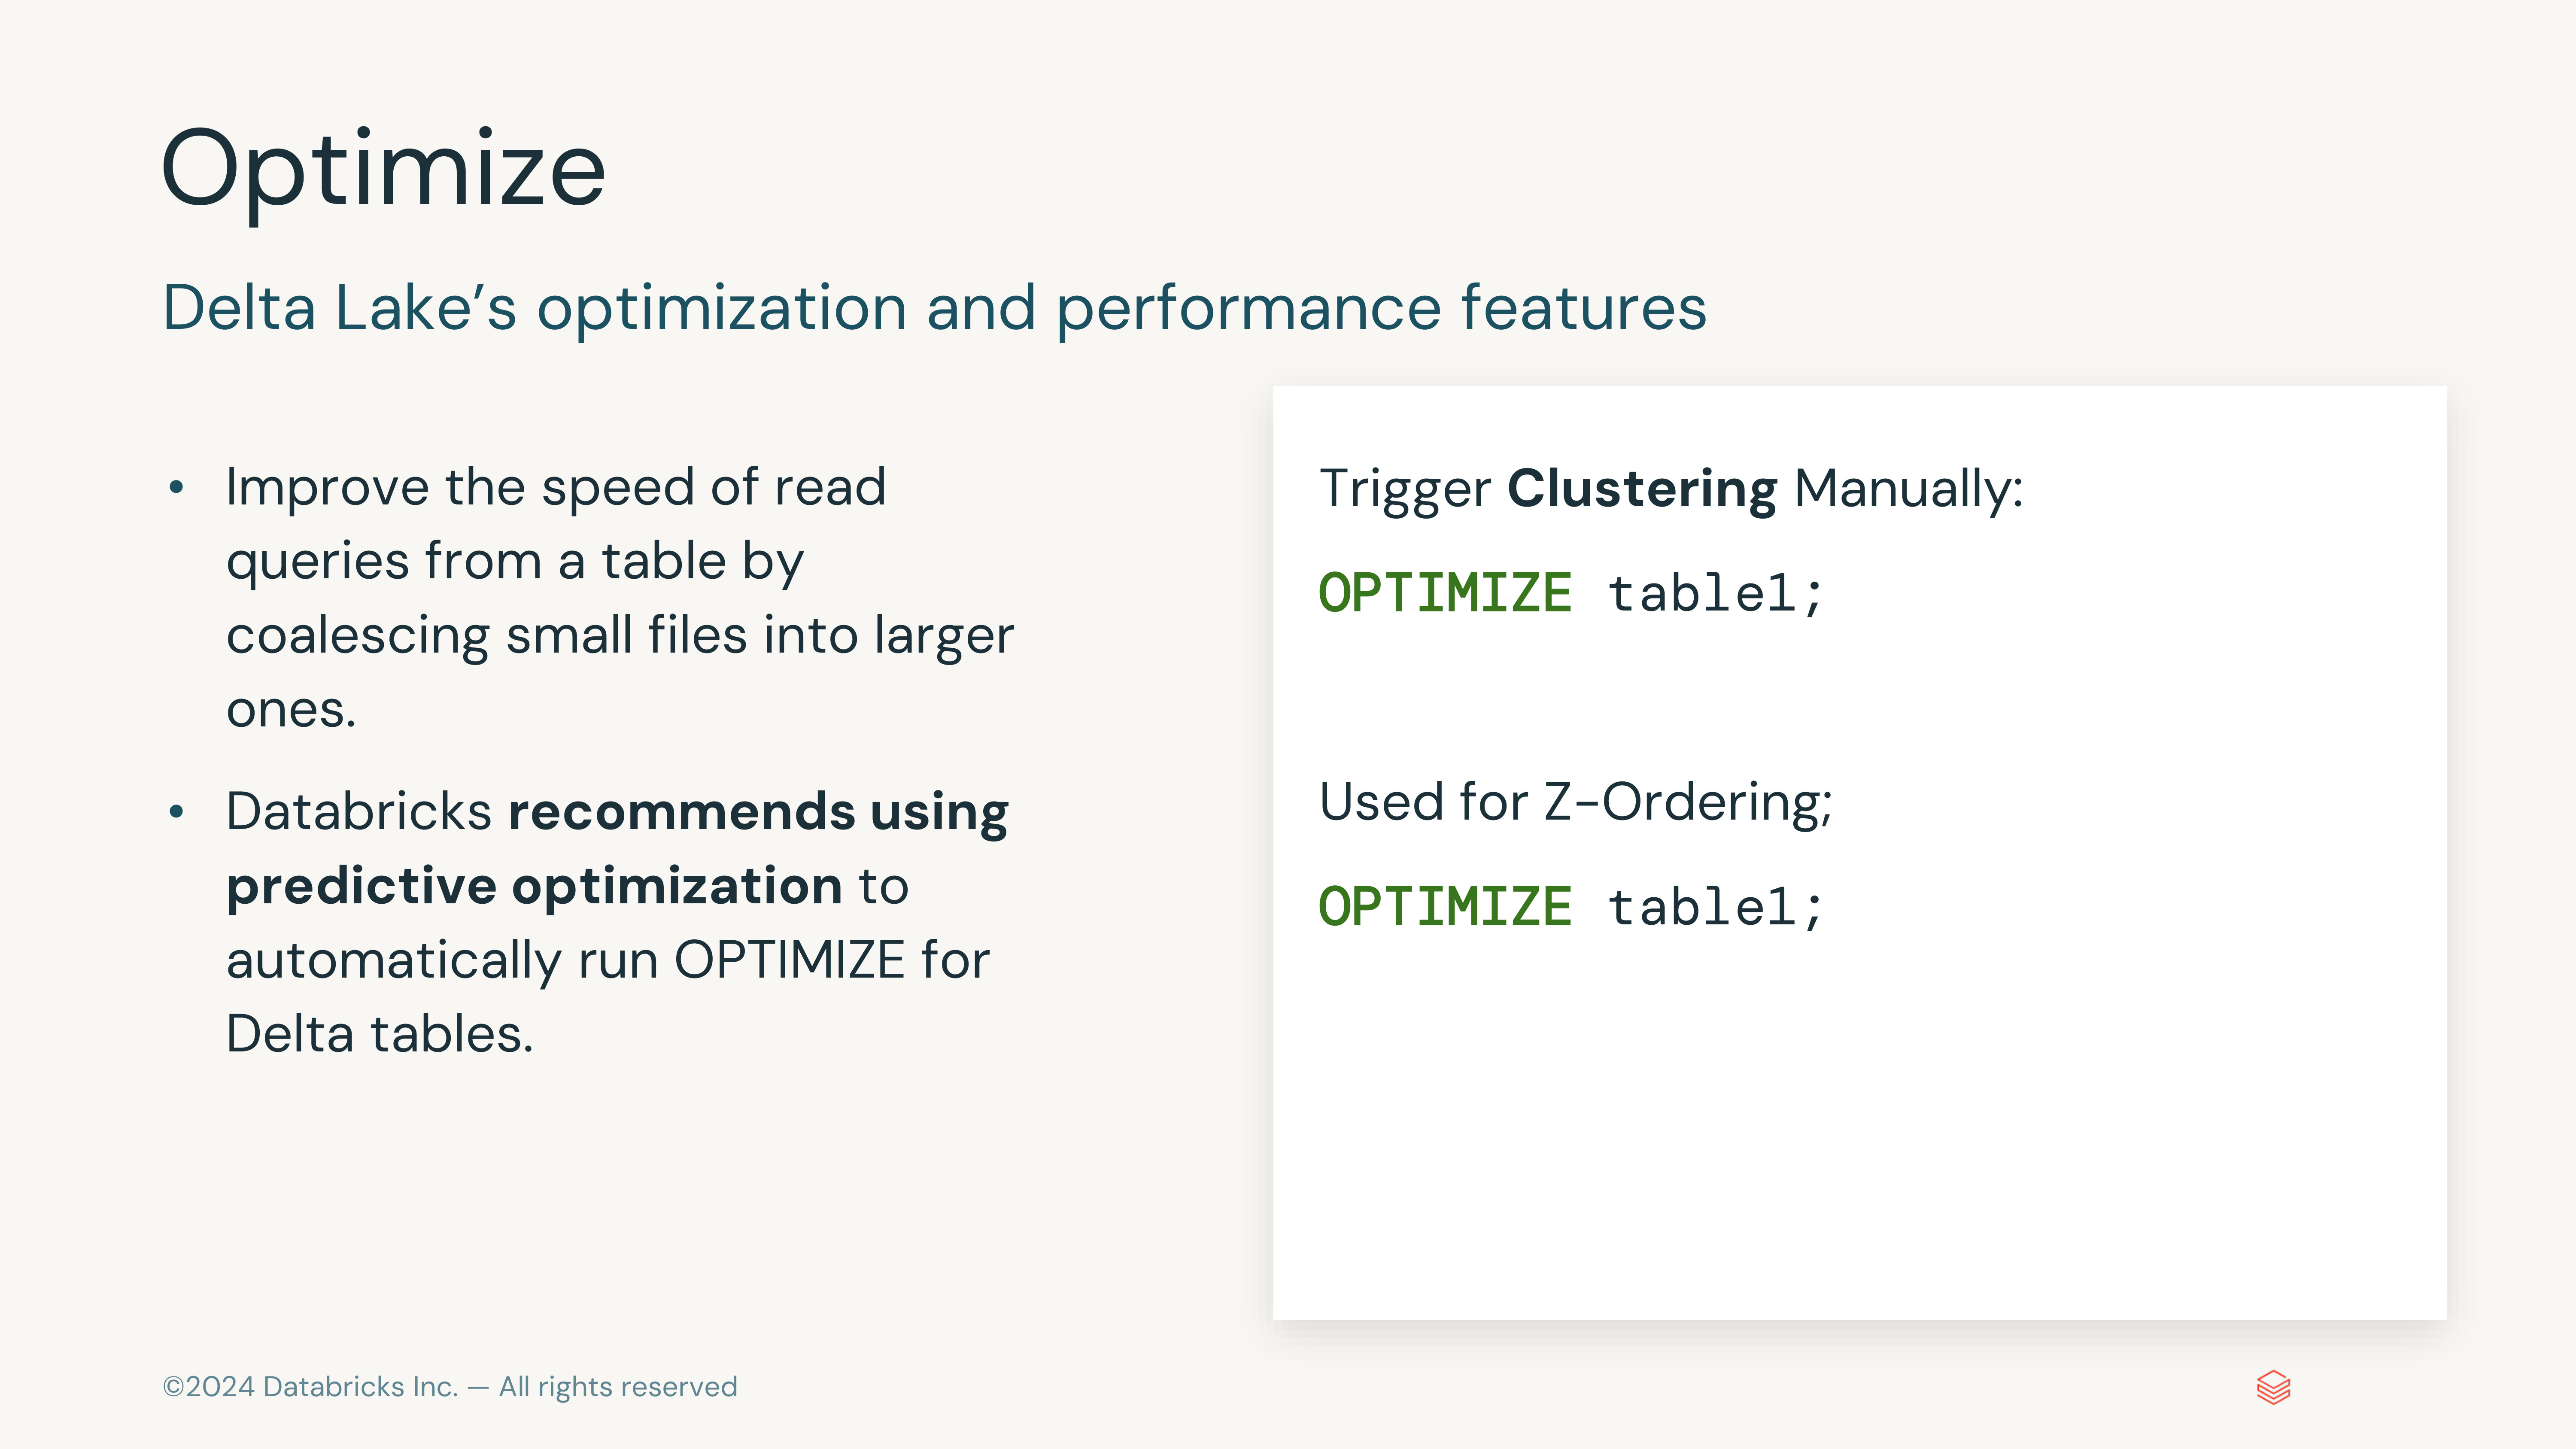 Optimize
Delta Lake’s optimization and performance features
• Improve the speed of read
queries from a table by
coalescing small files into larger
ones.
• Databricks recommends using
predictive optimization to
automatically run OPTIMIZE for
Delta tables.
Trigger Clustering Manually:
OPTIMIZE table1;
Used for Z-Ordering;
OPTIMIZE table1;
©2024 Databricks Inc. — All rights reserved